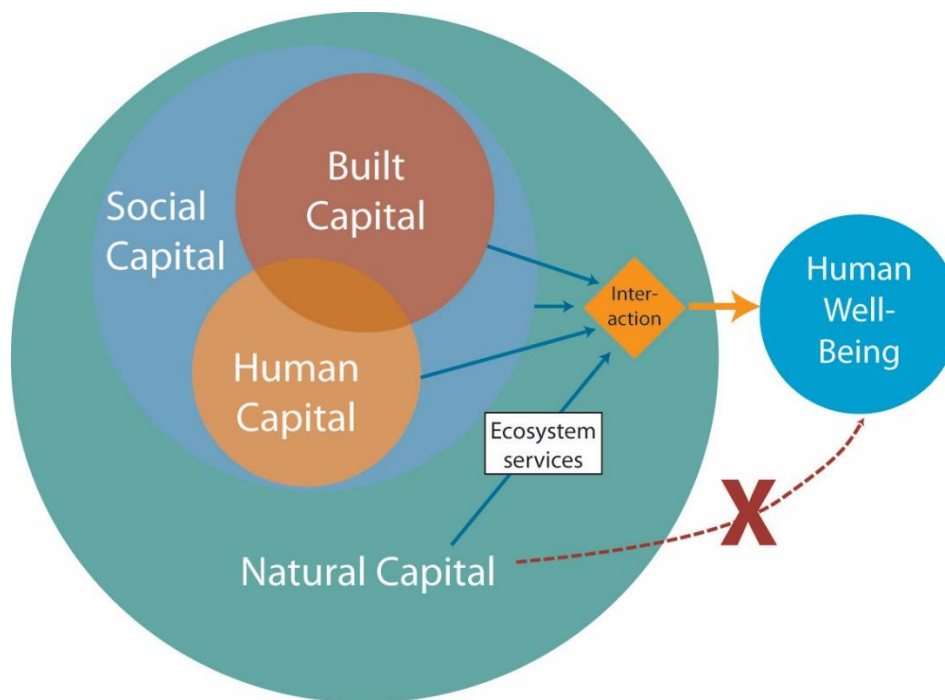 Built
Capital
Social
Capital
Human
Capital
Inter-
action
Human
Well-
Being
Ecosystem
services
Natural Capital
X